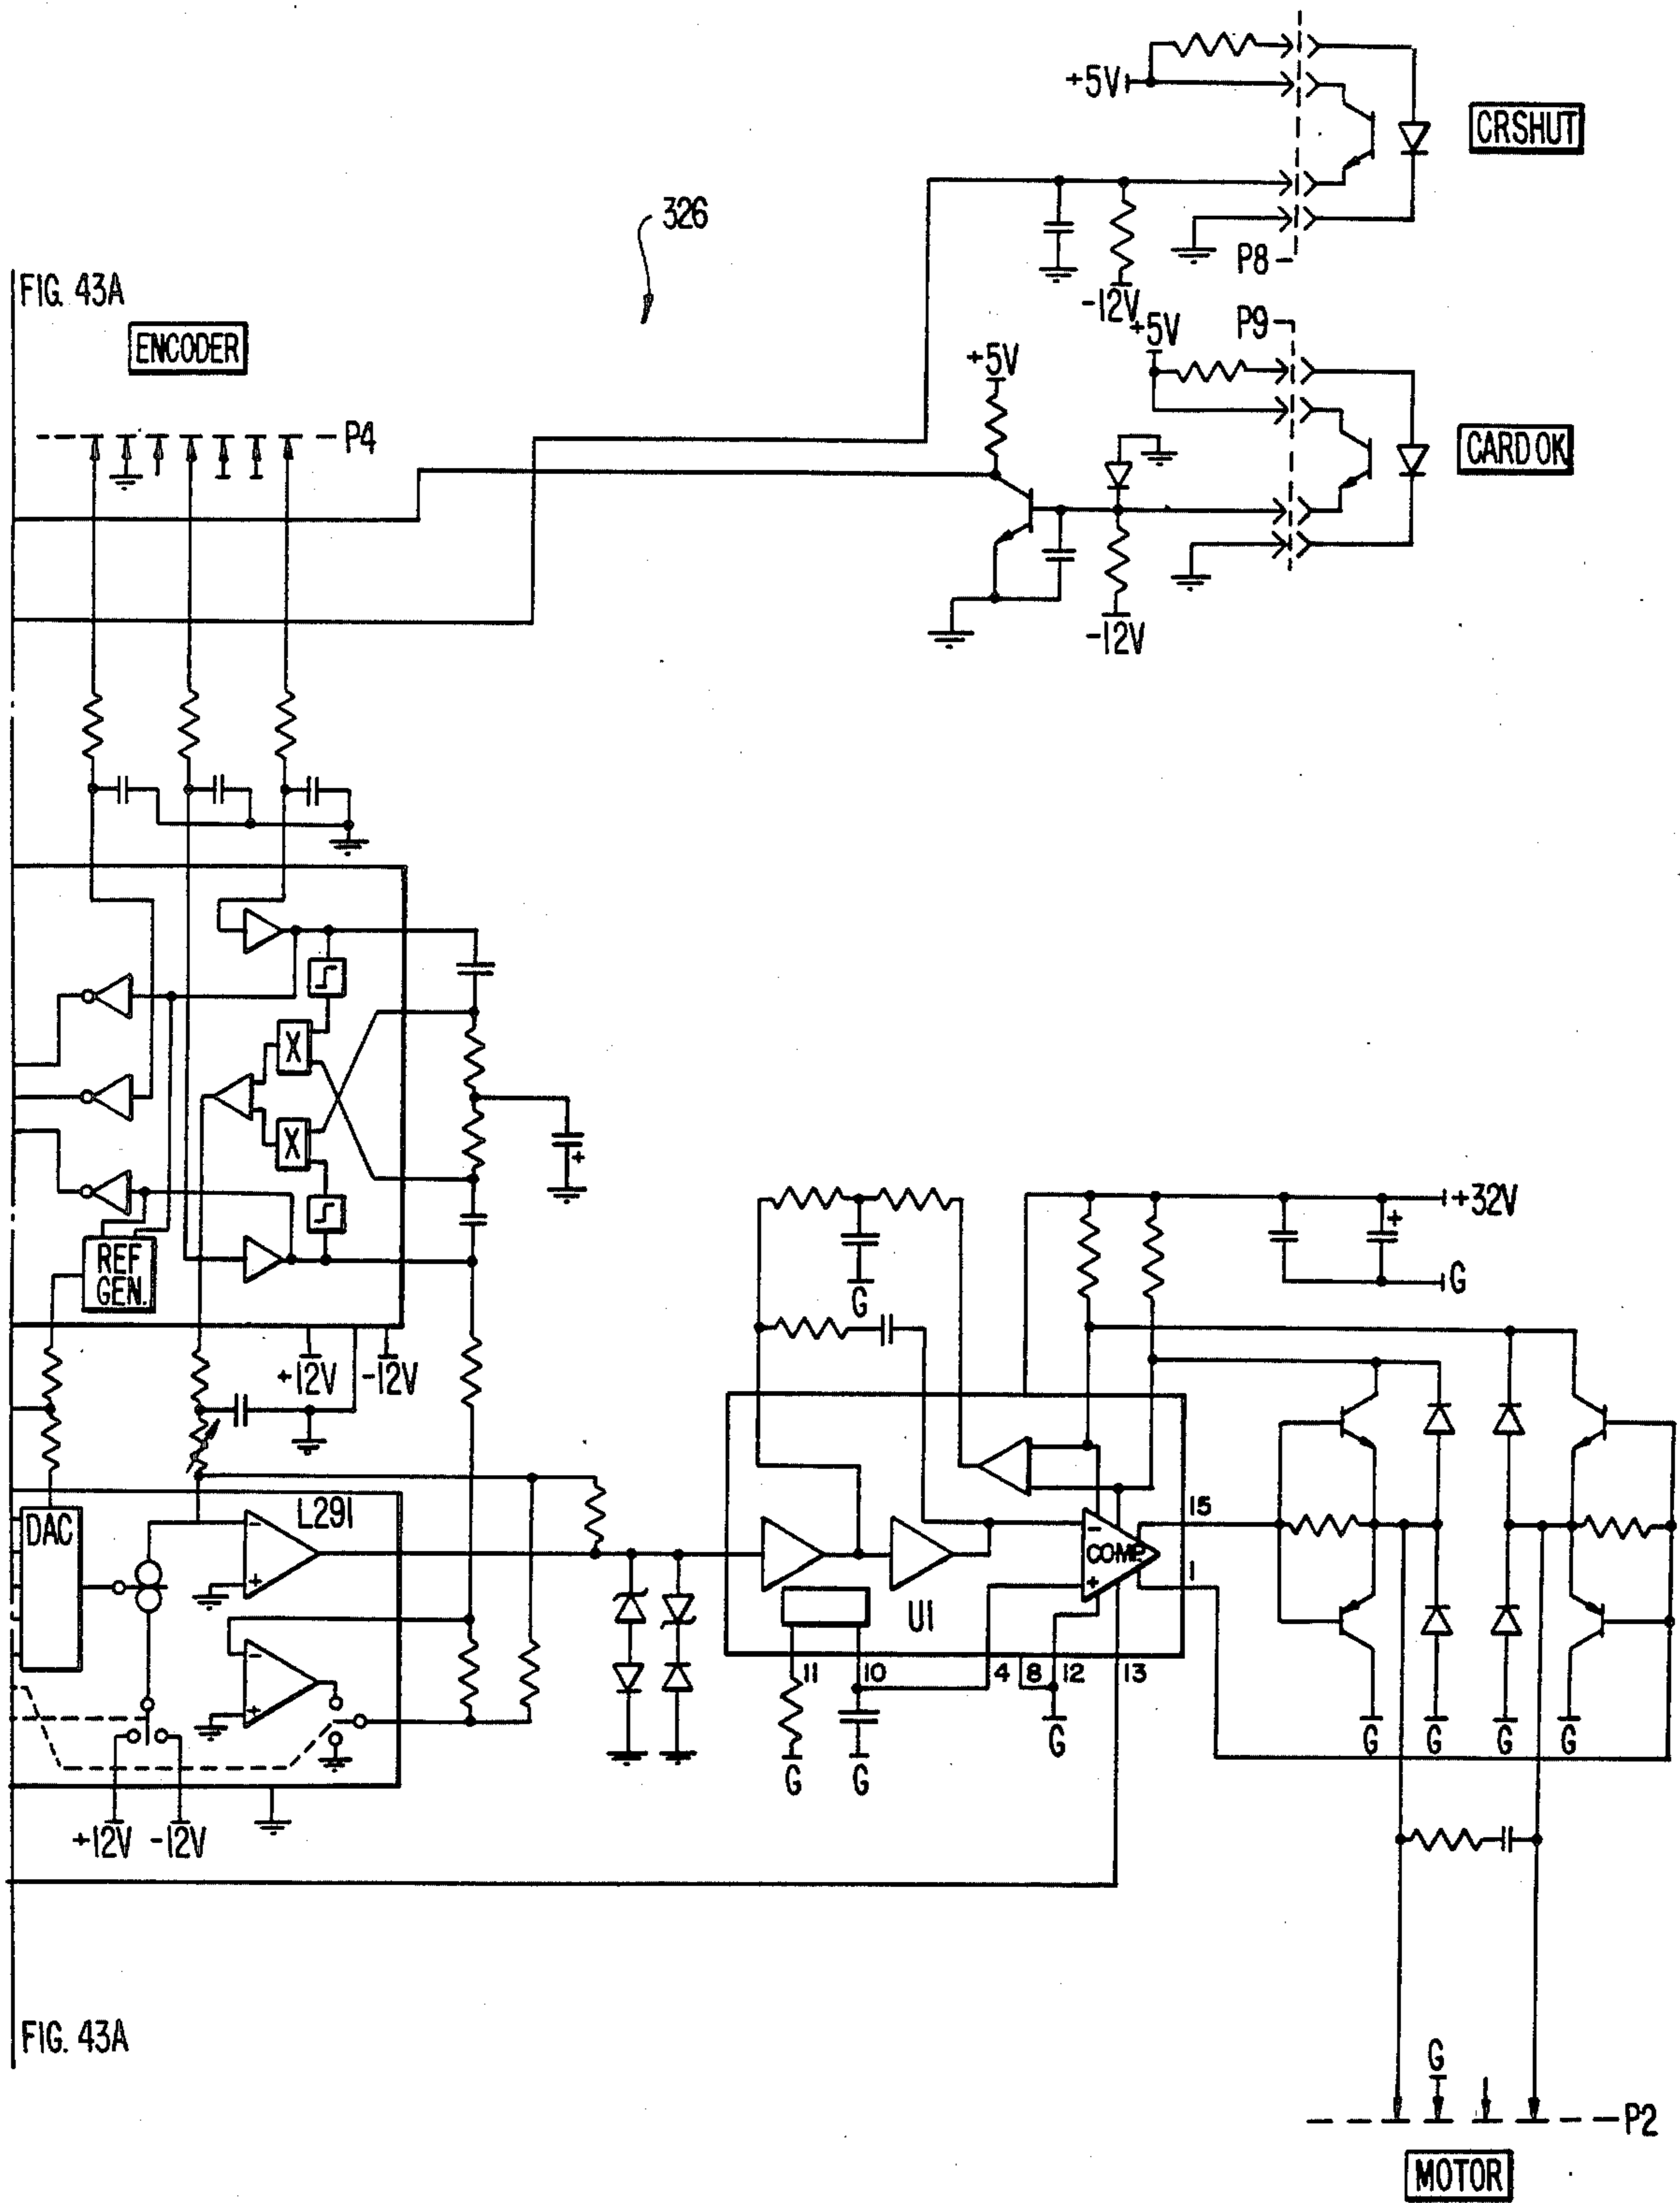 +5V
CRSHUT
326
P8
-12V
FIG. 43A
ENCODER
P9
+5V
+5V
P4
CARD OK
-12V
X
X
REF
GEN.
+12V
-12V
+32V
G
G
DAC
L291
-
+
-
+
COMP
-
+
15
1
U1
11
10
4
8
12
13
G
G
G
G
G
G
G
+12V
-12V
+
+
FIG. 43A
G
P2
MOTOR